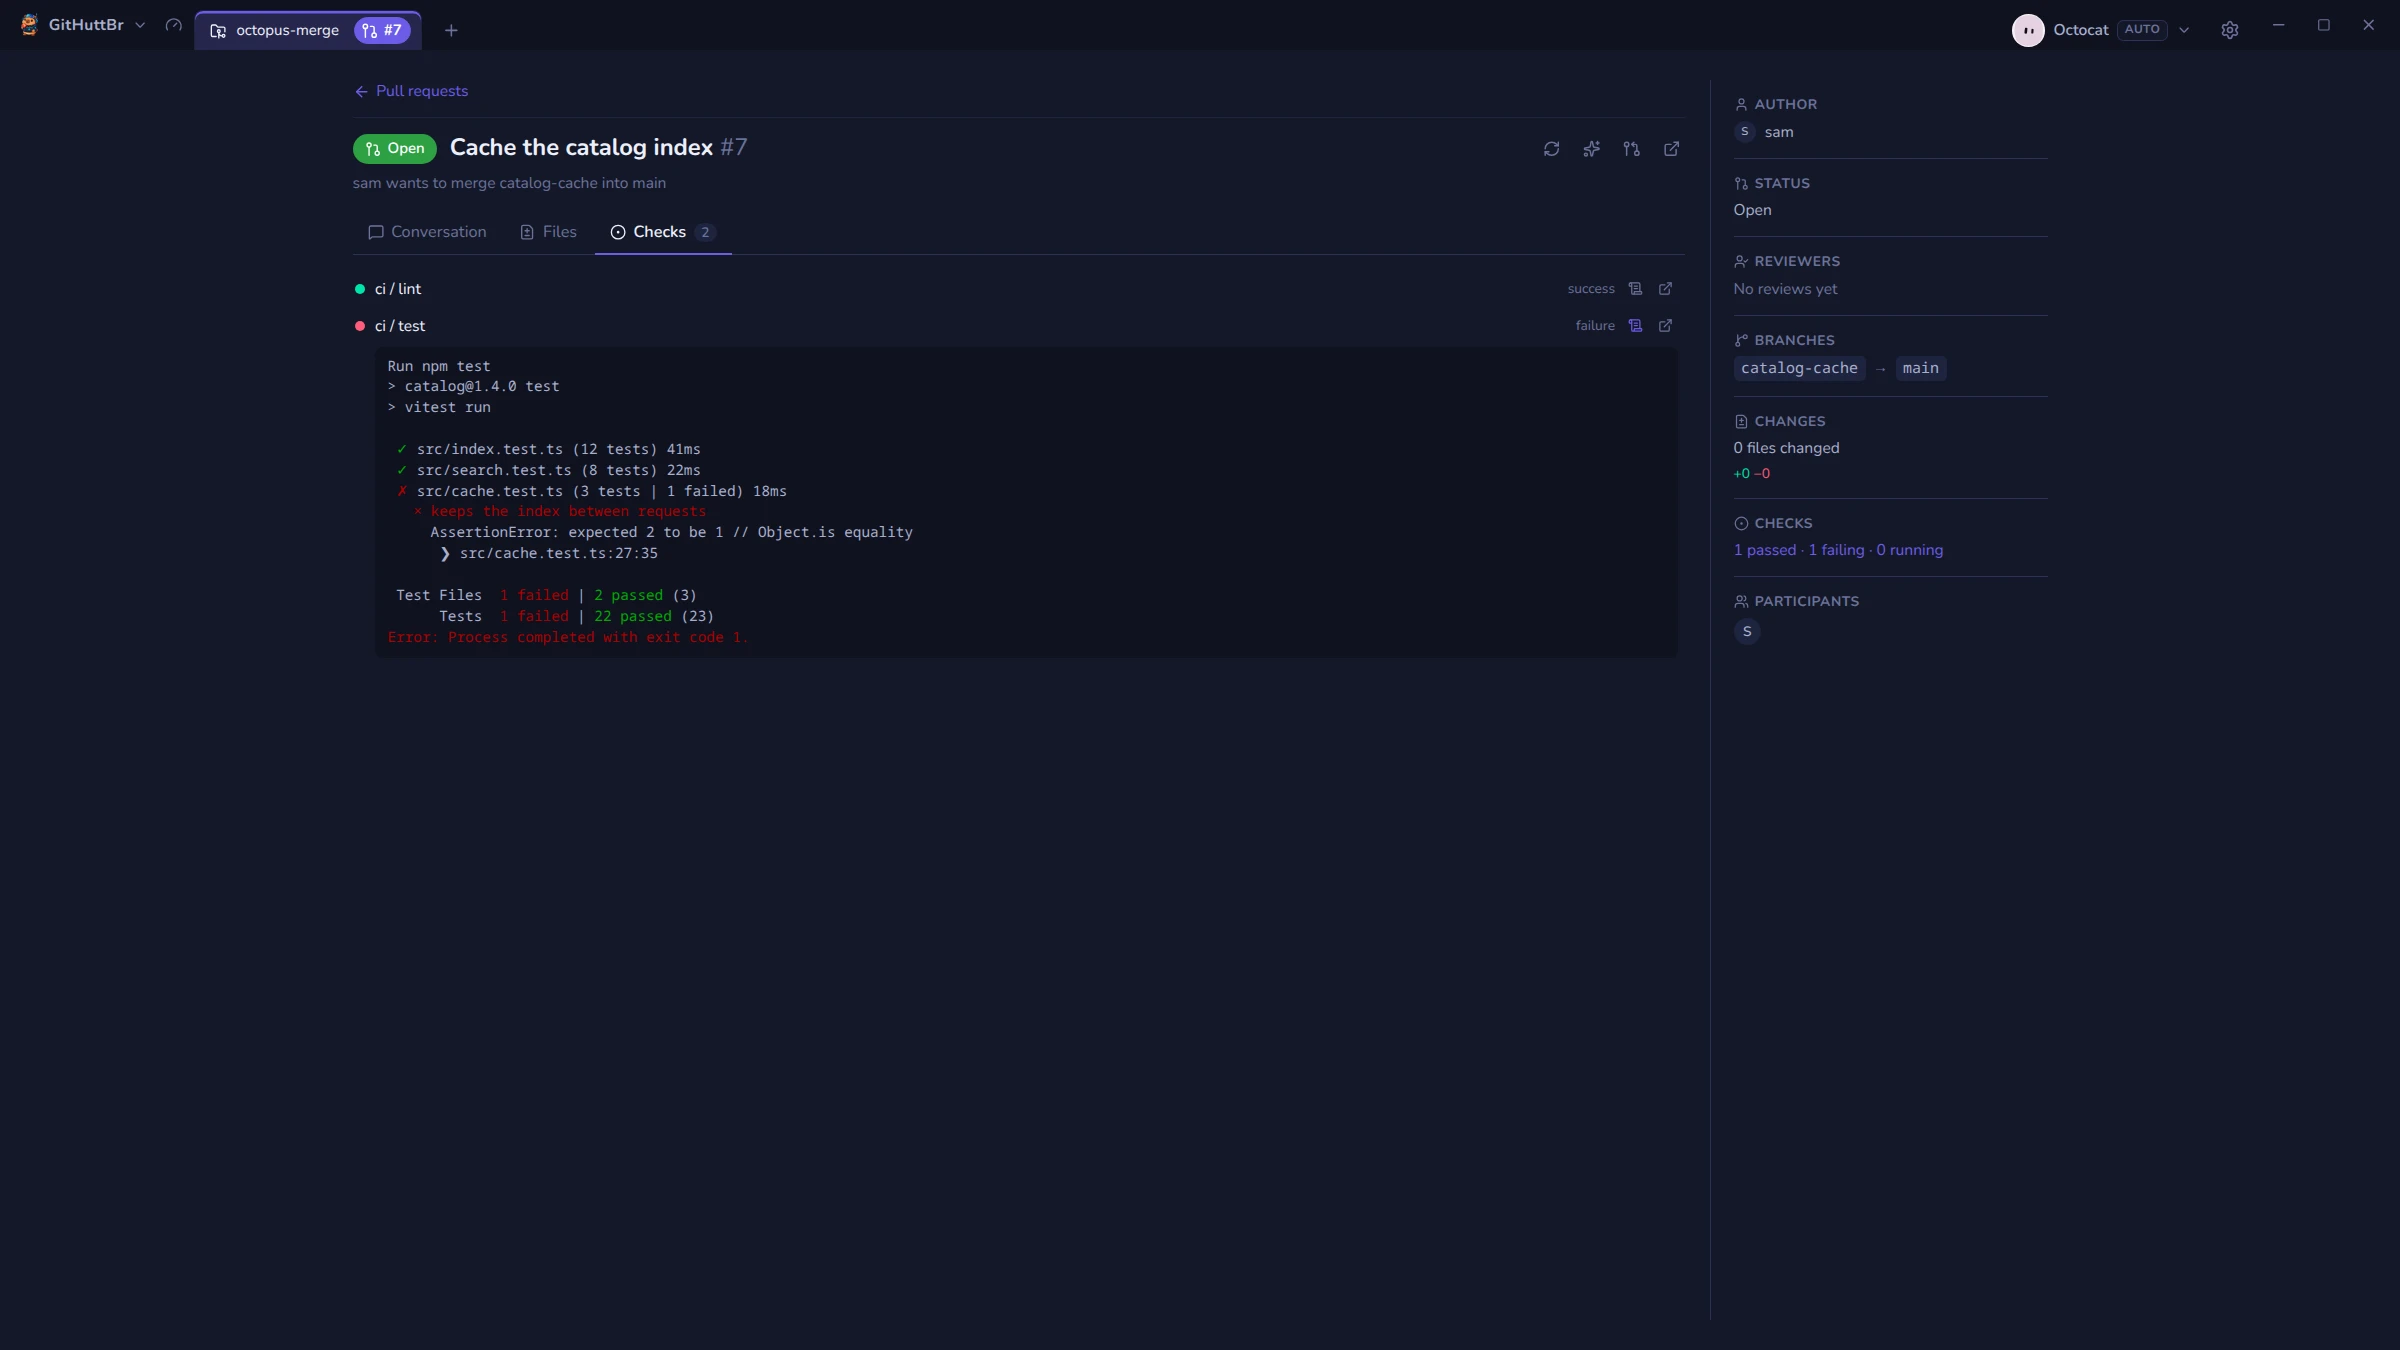 GitHuttBr
octopus-merge #7
Octocat AUTO
Pull requests
Open Cache the catalog index #7
sam wants to merge catalog-cache into main
Conversation Files Checks 2
ci / lint success
ci / test failure
Run npm test
> catalog@1.4.0 test
> vitest run
✓ src/index.test.ts (12 tests) 41ms
✓ src/search.test.ts (8 tests) 22ms
✗ src/cache.test.ts (3 tests | 1 failed) 18ms
× keeps the index between requests
AssertionError: expected 2 to be 1 // Object.is equality
❯ src/cache.test.ts:27:35
Test Files 1 failed | 2 passed (3)
Tests 1 failed | 22 passed (23)
Error: Process completed with exit code 1.
AUTHOR
S sam
STATUS
Open
REVIEWERS
No reviews yet
BRANCHES
catalog-cache → main
CHANGES
0 files changed
+0 −0
CHECKS
1 passed · 1 failing · 0 running
PARTICIPANTS
S